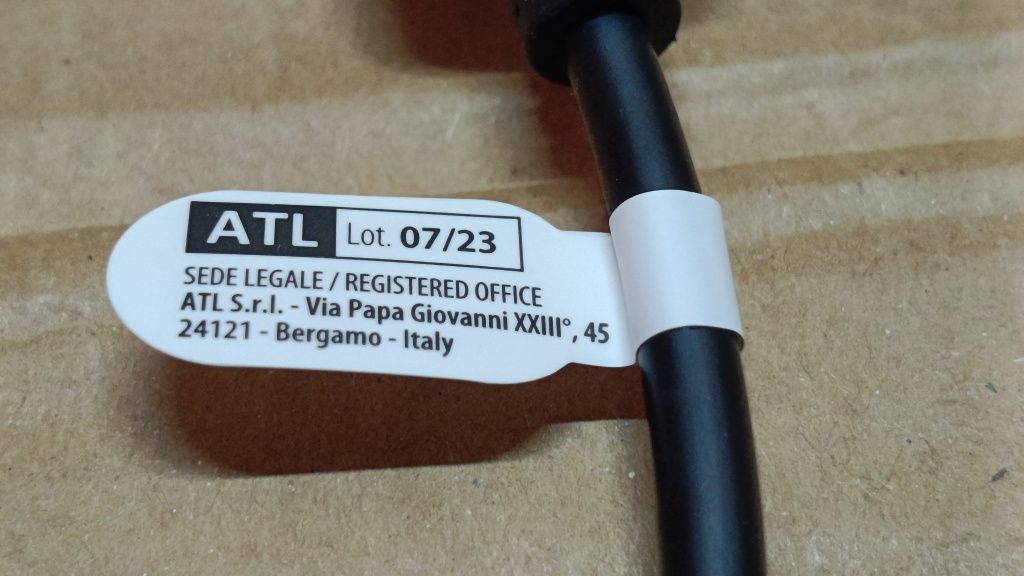 ATL Lot. 07/23
SEDE LEGALE / REGISTERED OFFICE
ATL S.r.l. - Via Papa Giovanni XXIII°, 45
24121 - Bergamo - Italy